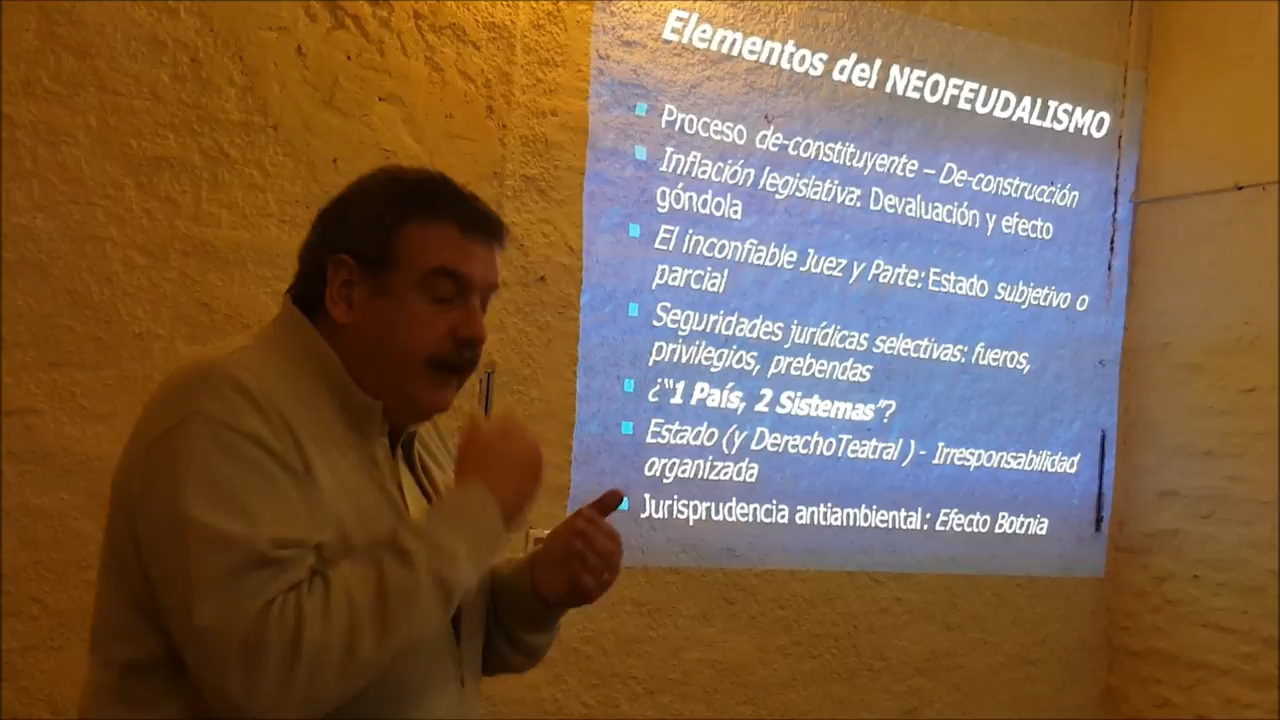 Elementos del NEOFEUDALISMO
Proceso de-constituyente – De-construcción
Inflación legislativa: Devaluación y efecto
góndola
El inconfiable Juez y Parte: Estado subjetivo o
parcial
Seguridades jurídicas selectivas: fueros,
privilegios, prebendas
¿“1 País, 2 Sistemas”?
Estado (y DerechoTeatral ) - Irresponsabilidad
organizada
Jurisprudencia antiambiental: Efecto Botnia